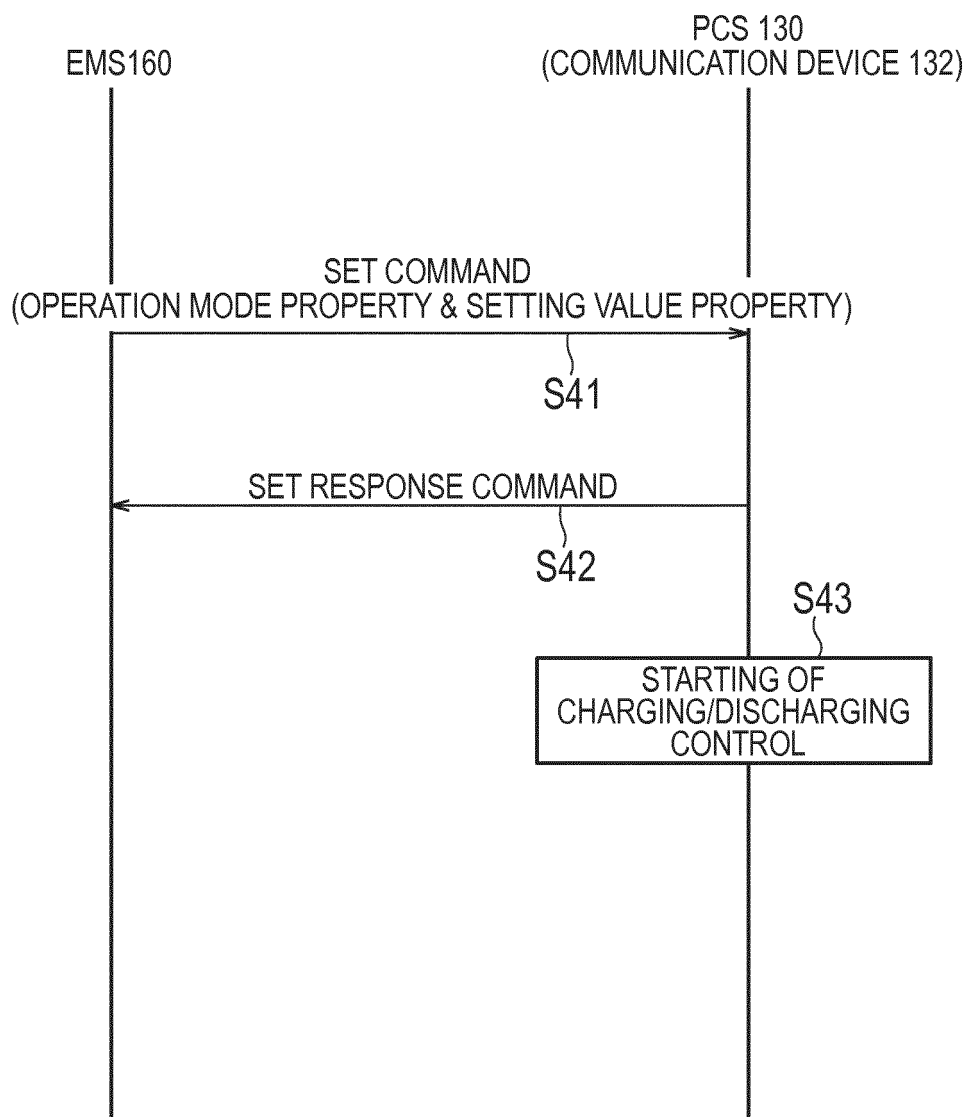 EMS160
PCS 130
(COMMUNICATION DEVICE 132)
SET COMMAND
(OPERATION MODE PROPERTY & SETTING VALUE PROPERTY)
S41
SET RESPONSE COMMAND
S42
S43
STARTING OF
CHARGING/DISCHARGING
CONTROL